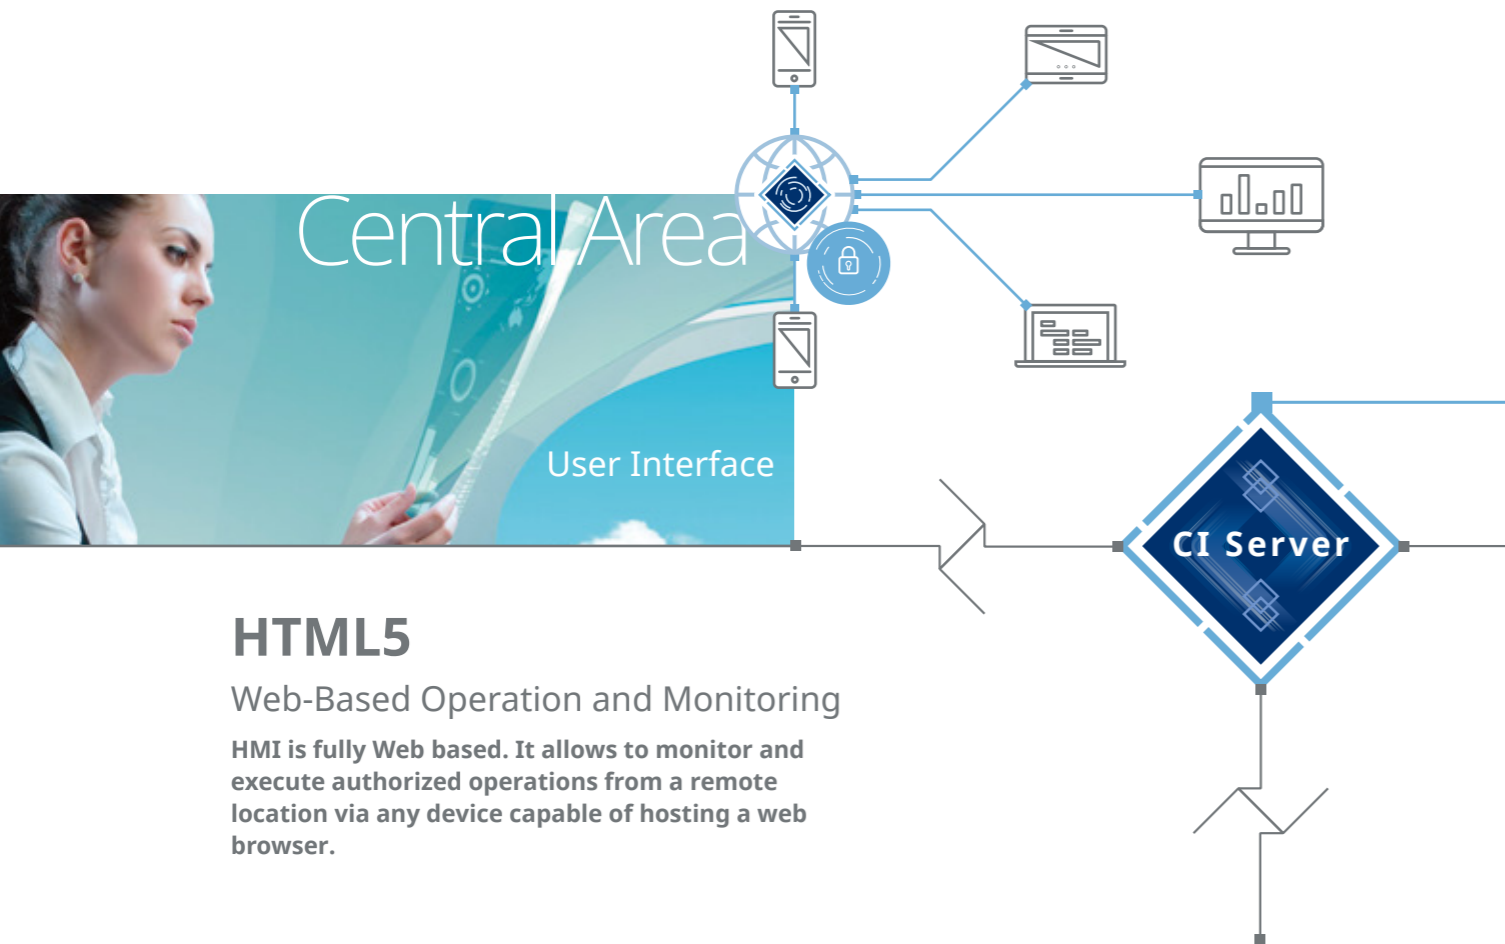 Central Area
User Interface
CI Server
HTML5
Web-Based Operation and Monitoring
HMI is fully Web based. It allows to monitor and
execute authorized operations from a remote
location via any device capable of hosting a web
browser.